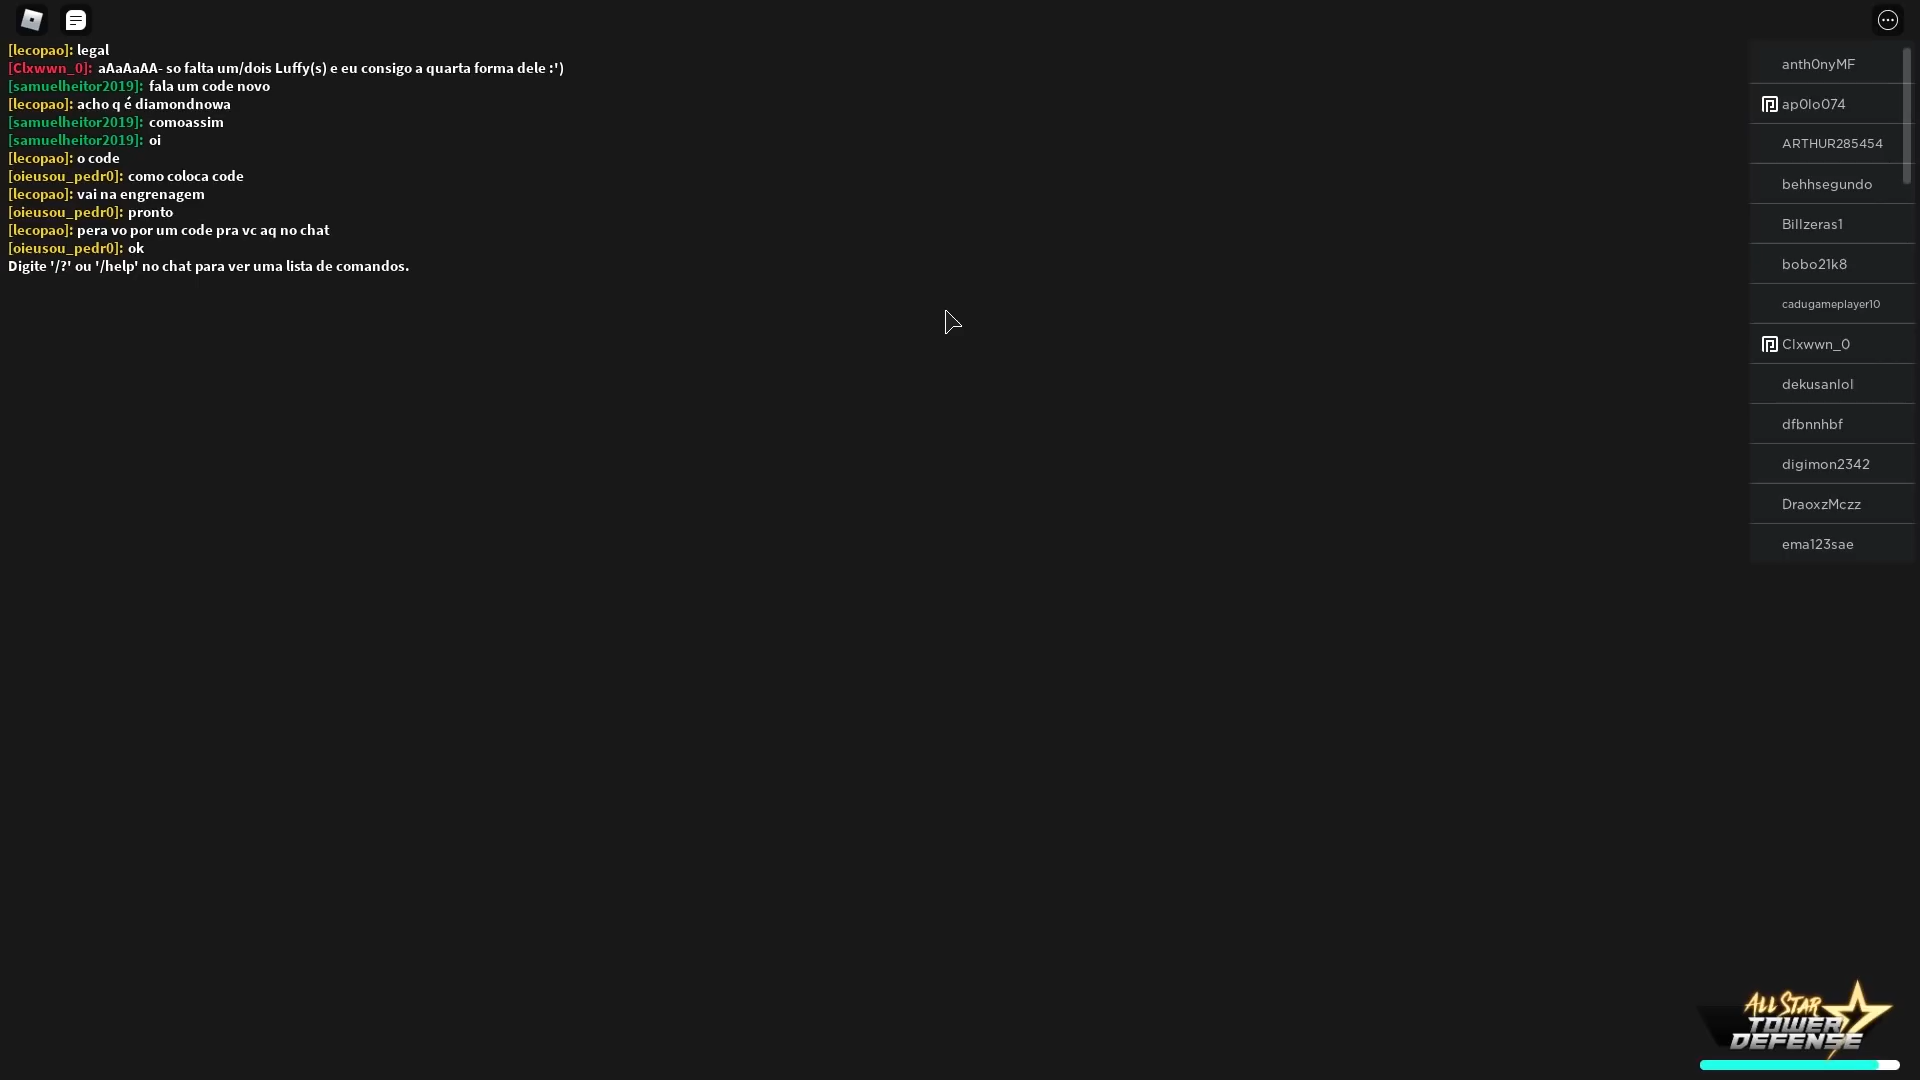 [lecopao]: legal
[Clxwwn_0]: aAaAaAA- so falta um/dois Luffy(s) e eu consigo a quarta forma dele :')
[samuelheitor2019]: fala um code novo
[lecopao]: acho q é diamondnowa
[samuelheitor2019]: comoassim
[samuelheitor2019]: oi
[lecopao]: o code
[oieusou_pedr0]: como coloca code
[lecopao]: vai na engrenagem
[oieusou_pedr0]: pronto
[lecopao]: pera vo por um code pra vc aq no chat
[oieusou_pedr0]: ok
Digite '/?' ou '/help' no chat para ver uma lista de comandos.
anth0nyMF
ap0lo074
ARTHUR285454
behhsegundo
Billzeras1
bobo21k8
cadugameplayer10
Clxwwn_0
dekusanlol
dfbnnhbf
digimon2342
DraoxzMczz
ema123sae
ALL STAR
TOWER
DEFENSE